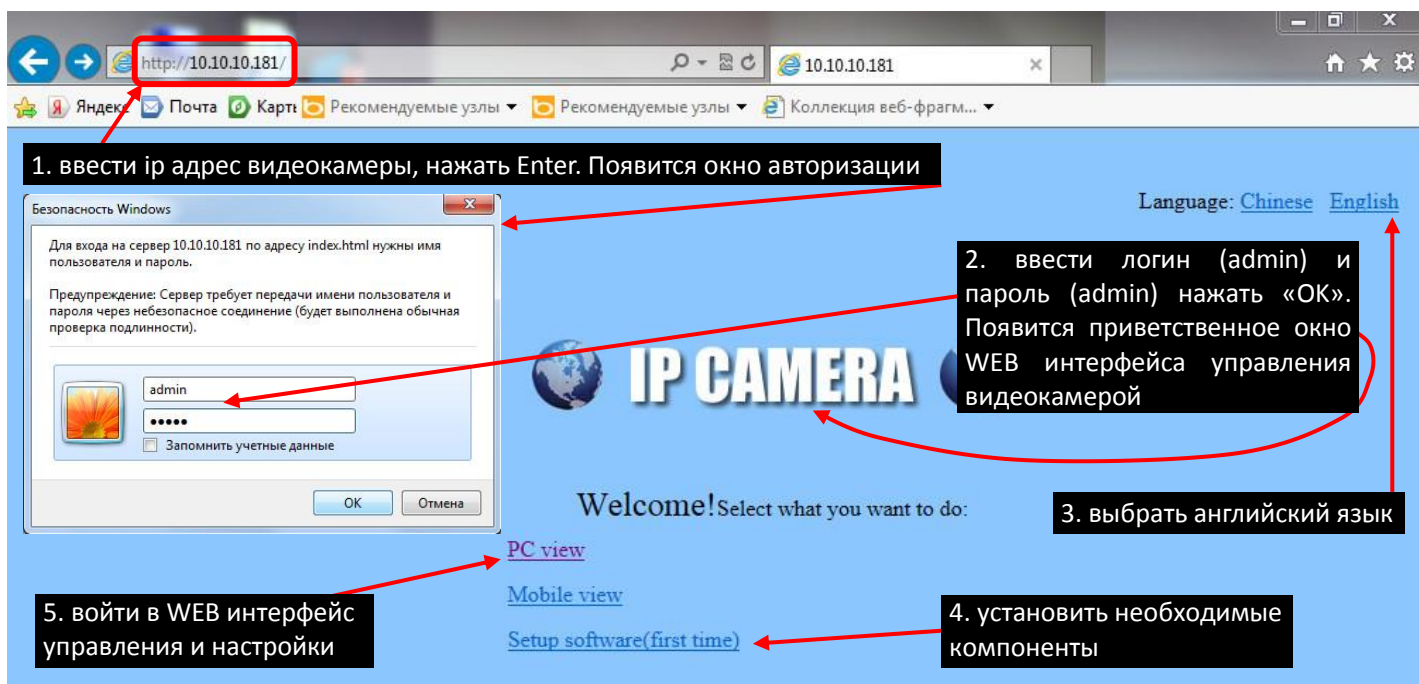 http://10.10.10.181/
10.10.10.181
Яндекс Почта Карты Рекомендуемые узлы Рекомендуемые узлы Коллекция веб-фрагм...
1. ввести ip адрес видеокамеры, нажать Enter. Появится окно авторизации
Language: Chinese English
Безопасность Windows
Для входа на сервер 10.10.10.181 по адресу index.html нужны имя
пользователя и пароль.
Предупреждение: Сервер требует передачи имени пользователя и
пароля через небезопасное соединение (будет выполнена обычная
проверка подлинности).
admin
•••••
Запомнить учетные данные
ОК Отмена
2. ввести логин (admin) и
пароль (admin) нажать «ОК».
Появится приветственное окно
WEB интерфейса управления
видеокамерой
IP CAMERA
3. выбрать английский язык
Welcome!Select what you want to do:
PC view
Mobile view
Setup software(first time)
4. установить необходимые
компоненты
5. войти в WEB интерфейс
управления и настройки